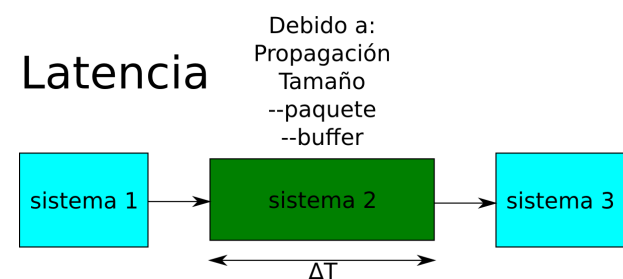 Latencia
Debido a:
Propagación
Tamaño
--paquete
--buffer
sistema 1
sistema 2
sistema 3
ΔT